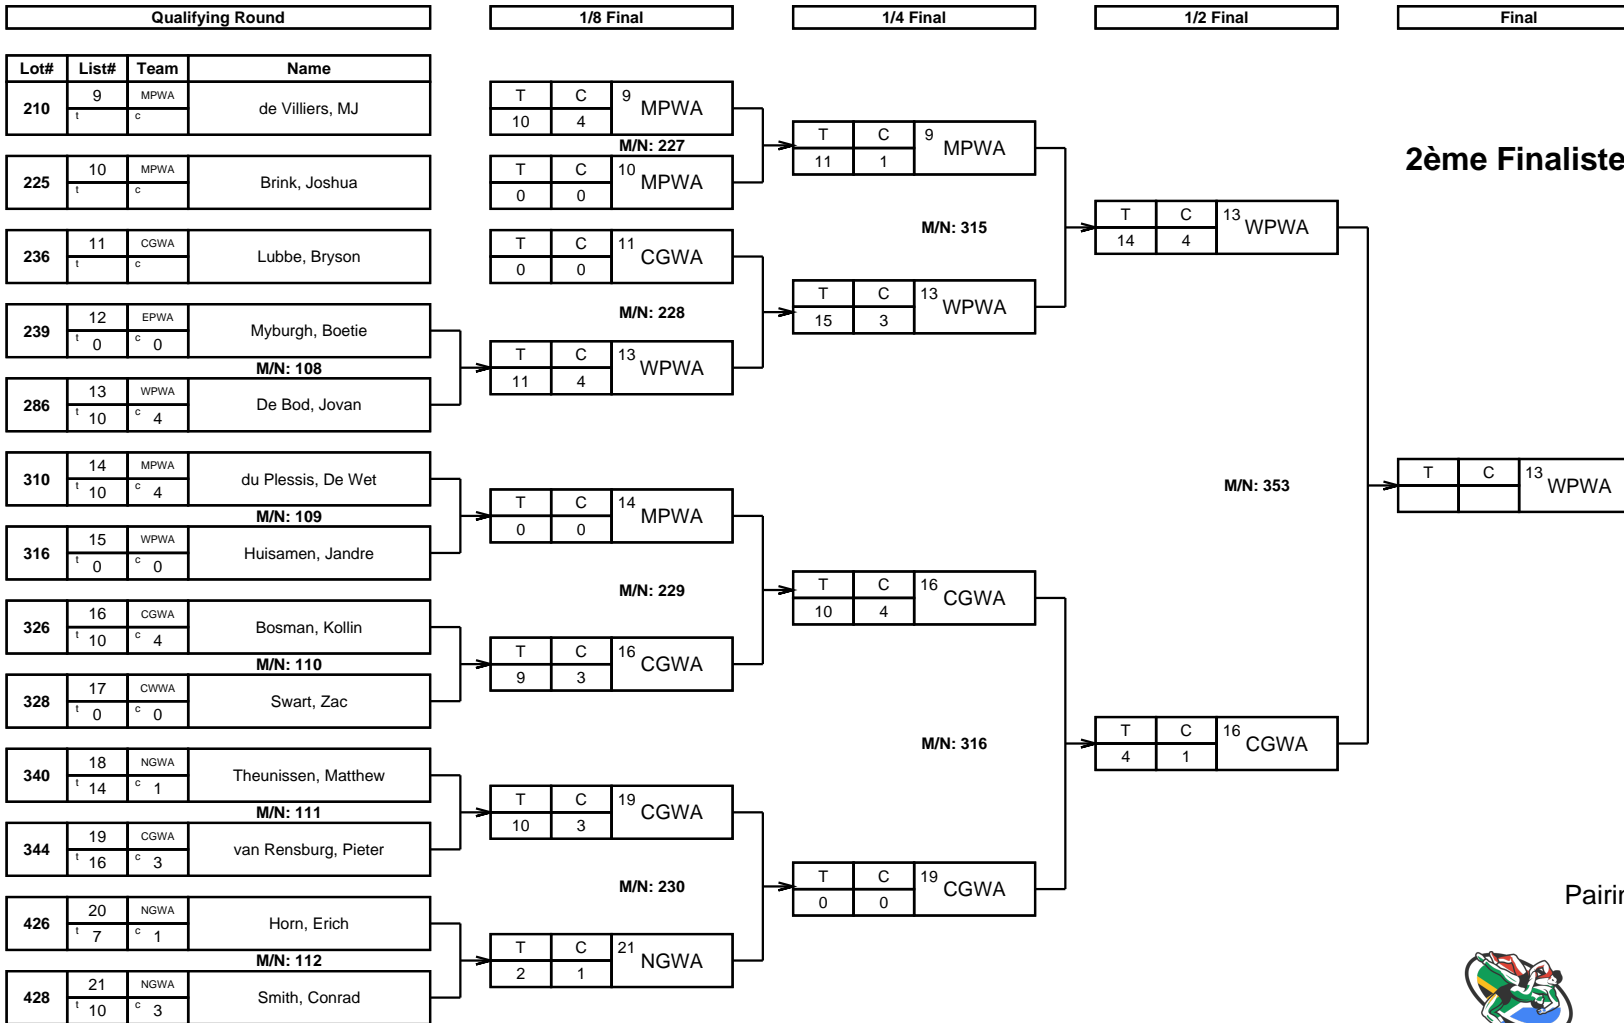 Qualifying Round 1/8 Final 1/4 Final 1/2 Final Final
Lot# List# Team Name
210 9 MPWA de Villiers, MJ
t c
T C 9 MPWA
10 4
M/N: 227
225 10 MPWA Brink, Joshua
t c
T C 10 MPWA
0 0
T C 9 MPWA
11 1
2ème Finaliste
M/N: 315
236 11 CGWA Lubbe, Bryson
t c
T C 11 CGWA
0 0
T C 13 WPWA
14 4
239 12 EPWA Myburgh, Boetie
t 0 c 0
M/N: 108
M/N: 228
T C 13 WPWA
15 3
286 13 WPWA De Bod, Jovan
t 10 c 4
T C 13 WPWA
11 4
310 14 MPWA du Plessis, De Wet
t 10 c 4
M/N: 109
T C 14 MPWA
0 0
M/N: 353
T C 13 WPWA
316 15 WPWA Huisamen, Jandre
t 0 c 0
M/N: 229
T C 16 CGWA
10 4
326 16 CGWA Bosman, Kollin
t 10 c 4
M/N: 110
T C 16 CGWA
9 3
328 17 CWWA Swart, Zac
t 0 c 0
M/N: 316
T C 16 CGWA
4 1
340 18 NGWA Theunissen, Matthew
t 14 c 1
M/N: 111
T C 19 CGWA
10 3
344 19 CGWA van Rensburg, Pieter
t 16 c 3
M/N: 230
T C 19 CGWA
0 0
426 20 NGWA Horn, Erich
t 7 c 1
M/N: 112
T C 21 NGWA
2 1
428 21 NGWA Smith, Conrad
t 10 c 3